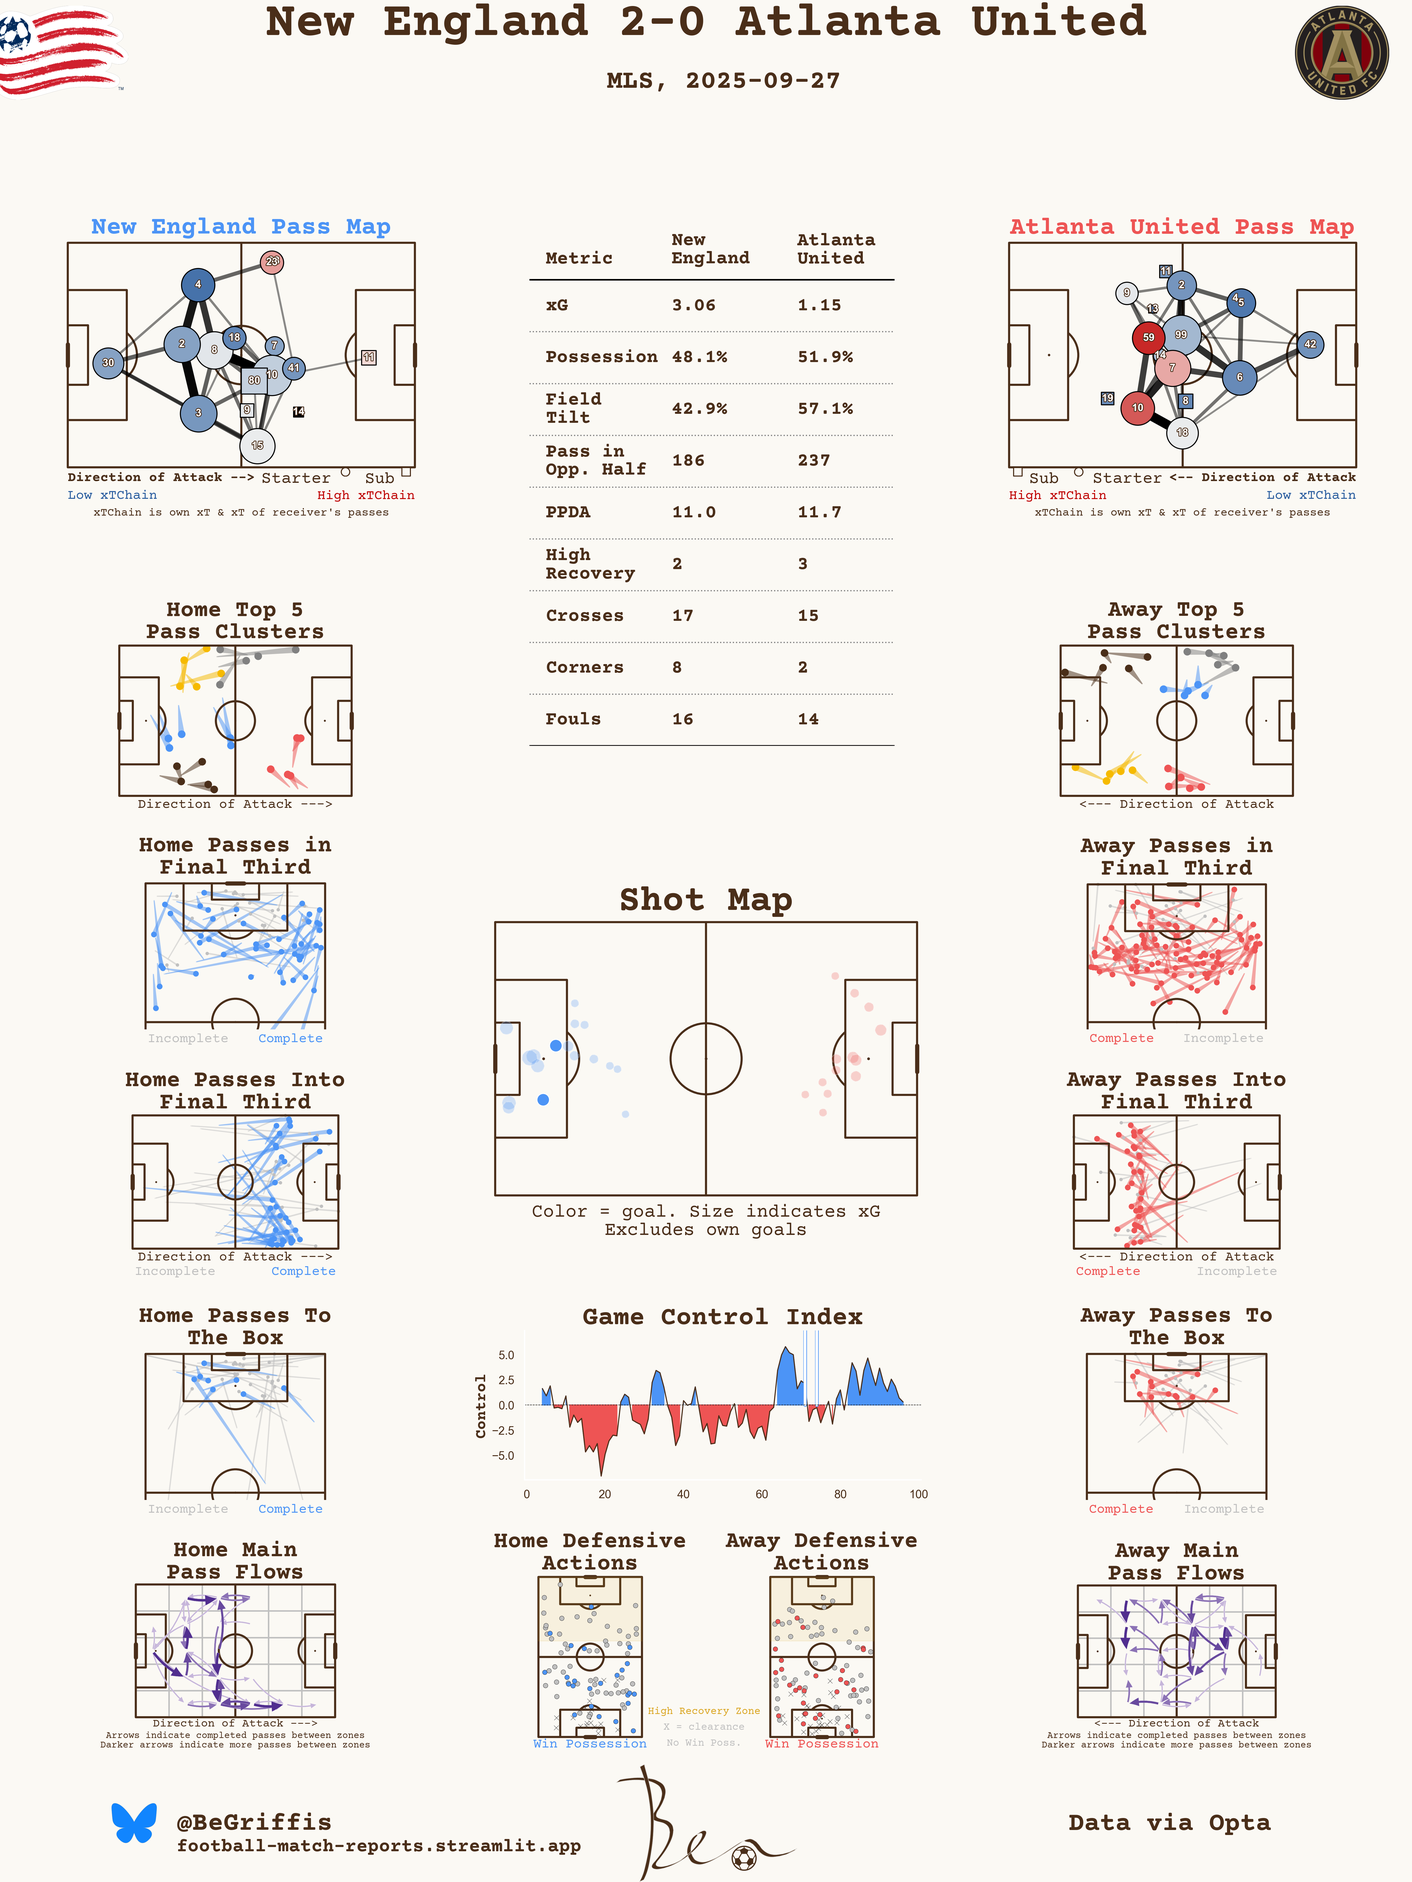 New England 2-0 Atlanta United
MLS, 2025-09-27
ATLANTA
A
UNITED FC
TM
New England Pass Map
23
4
2
8
18
7
30
10
41
11
80
3
9
14
15
Direction of Attack --> Starter Sub
Low xTChain High xTChain
xTChain is own xT & xT of receiver's passes
Metric New England Atlanta United
xG 3.06 1.15
Possession 48.1% 51.9%
Field Tilt 42.9% 57.1%
Pass in Opp. Half 186 237
PPDA 11.0 11.7
High Recovery 2 3
Crosses 17 15
Corners 8 2
Fouls 16 14
Atlanta United Pass Map
11
9
2
4
5
13
59
99
42
14
7
6
19
10
8
18
Sub Starter <-- Direction of Attack
High xTChain Low xTChain
xTChain is own xT & xT of receiver's passes
Home Top 5
Pass Clusters
Direction of Attack --->
Away Top 5
Pass Clusters
<--- Direction of Attack
Home Passes in
Final Third
Incomplete Complete
Away Passes in
Final Third
Complete Incomplete
Shot Map
Color = goal. Size indicates xG
Excludes own goals
Home Passes Into
Final Third
Direction of Attack --->
Incomplete Complete
Away Passes Into
Final Third
<--- Direction of Attack
Complete Incomplete
Home Passes To
The Box
Incomplete Complete
Game Control Index
Control
5.0
2.5
0.0
−2.5
−5.0
0 20 40 60 80 100
Away Passes To
The Box
Complete Incomplete
Home Main
Pass Flows
Direction of Attack --->
Arrows indicate completed passes between zones
Darker arrows indicate more passes between zones
Home Defensive
Actions
Win Possession
High Recovery Zone
X = clearance
No Win Poss.
Away Defensive
Actions
Win Possession
Away Main
Pass Flows
<--- Direction of Attack
Arrows indicate completed passes between zones
Darker arrows indicate more passes between zones
@BeGriffis
football-match-reports.streamlit.app
Ben
Data via Opta